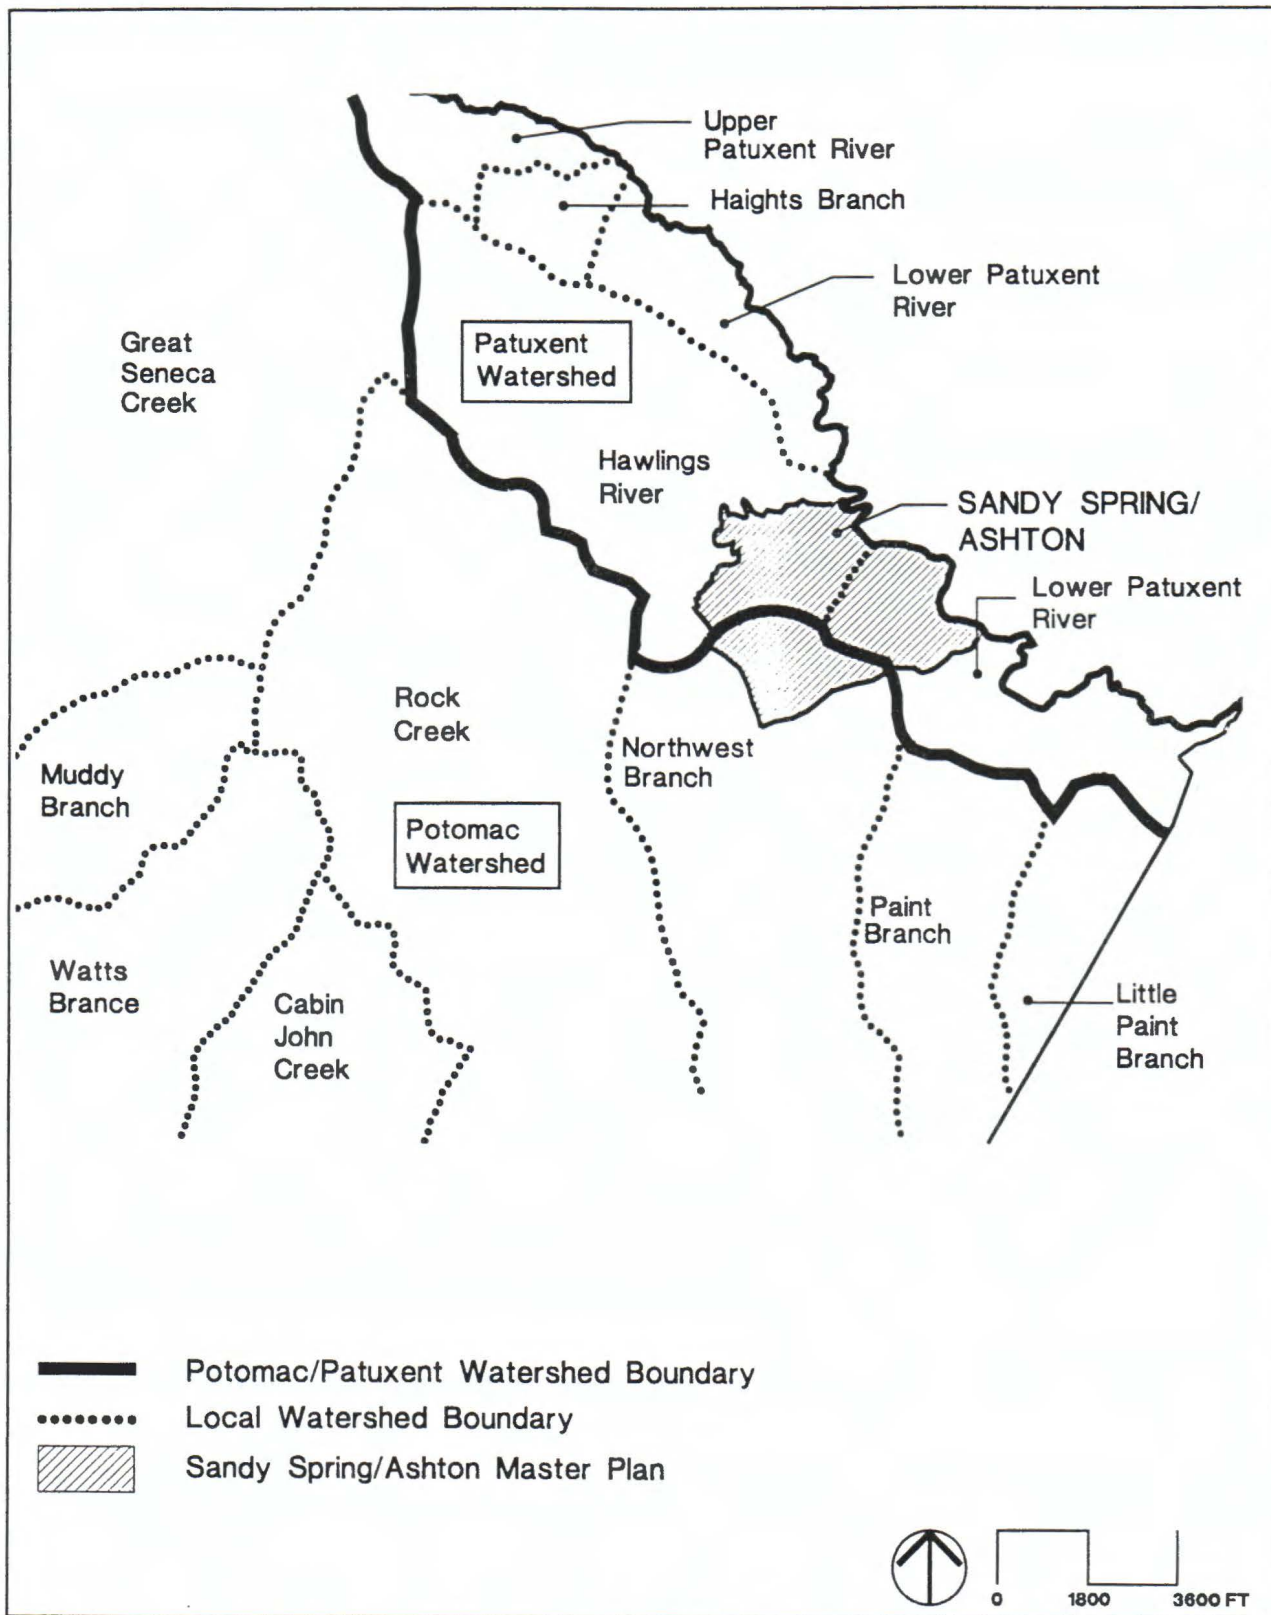 Upper
Patuxent River
Haights Branch
Lower Patuxent
River
Great
Seneca
Creek
Patuxent
Watershed
Hawlings
River
SANDY SPRING/
ASHTON
Lower Patuxent
River
Rock
Creek
Northwest
Branch
Muddy
Branch
Potomac
Watershed
Paint
Branch
Watts
Brance
Cabin
John
Creek
Little
Paint
Branch
Potomac/Patuxent Watershed Boundary
Local Watershed Boundary
Sandy Spring/Ashton Master Plan
0 1800 3600 FT